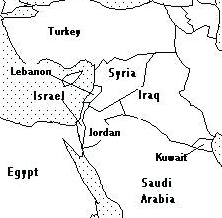 Turkey
Lebanon
Syria
Israel
Iraq
Jordan
Kuwait
Egypt
Saudi
Arabia